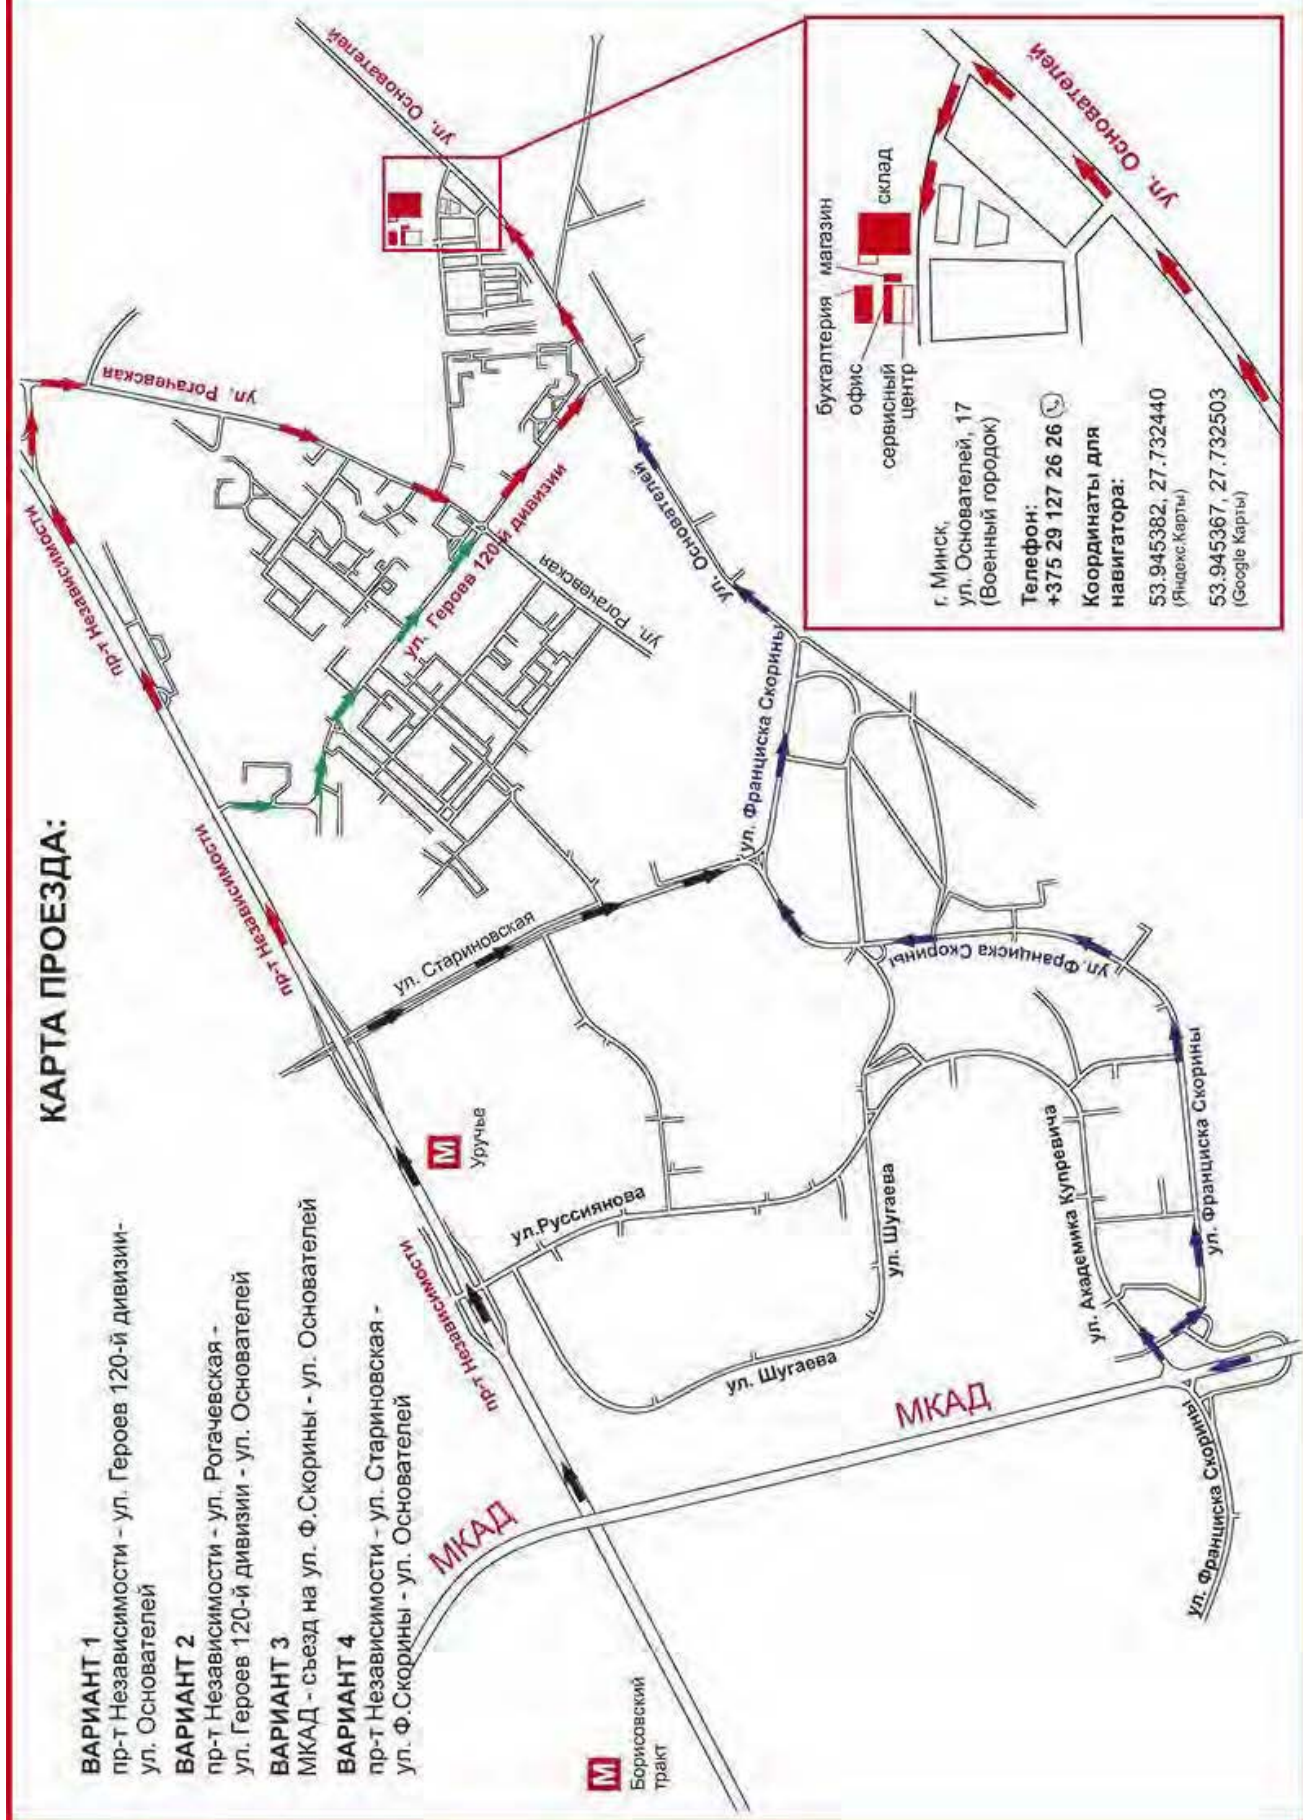 КАРТА ПРОЕЗДА:
ВАРИАНТ 1
пр-т Независимости - ул. Героев 120-й дивизии-
ул. Основателей
ВАРИАНТ 2
пр-т Независимости - ул. Рогачевская -
ул. Героев 120-й дивизии - ул. Основателей
ВАРИАНТ 3
МКАД - съезд на ул. Ф.Скорины - ул. Основателей
ВАРИАНТ 4
пр-т Независимости - ул. Стариновская -
ул. Ф.Скорины - ул. Основателей
М
Борисовский
тракт
МКАД
МКАД
пр-т Независимости
М
Уручье
пр-т Независимости
пр-т Независимости
ул. Стариновская
ул.Руссиянова
ул. Шугаева
ул. Шугаева
ул. Академика Купревича
ул. Франциска Скорины
ул. Франциска Скорины
ул. Франциска Скорины
ул. Франциска Скорины
ул. Рогачевская
ул. Рогачевская
ул. Героев 120-й дивизии
ул. Основателей
ул. Основателей
бухгалтерия
магазин
офис
склад
сервисный
центр
ул. Основателей
г. Минск,
ул. Основателей, 17
(Военный городок)
Телефон:
+375 29 127 26 26
Координаты для
навигатора:
53.945382, 27.732440
(Яндекс.Карты)
53.945367, 27.732503
(Google Карты)